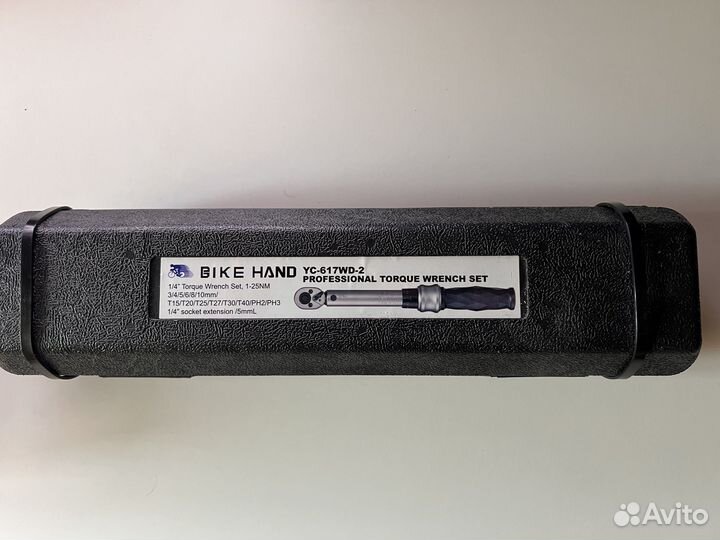 BIKE HAND YC-617WD-2
PROFESSIONAL TORQUE WRENCH SET
1/4" Torque Wrench Set, 1-25NM
3/4/5/6/8/10mm/
T15/T20/T25/T27/T30/T40/PH2/PH3
1/4" socket extension /5mmL
Avito